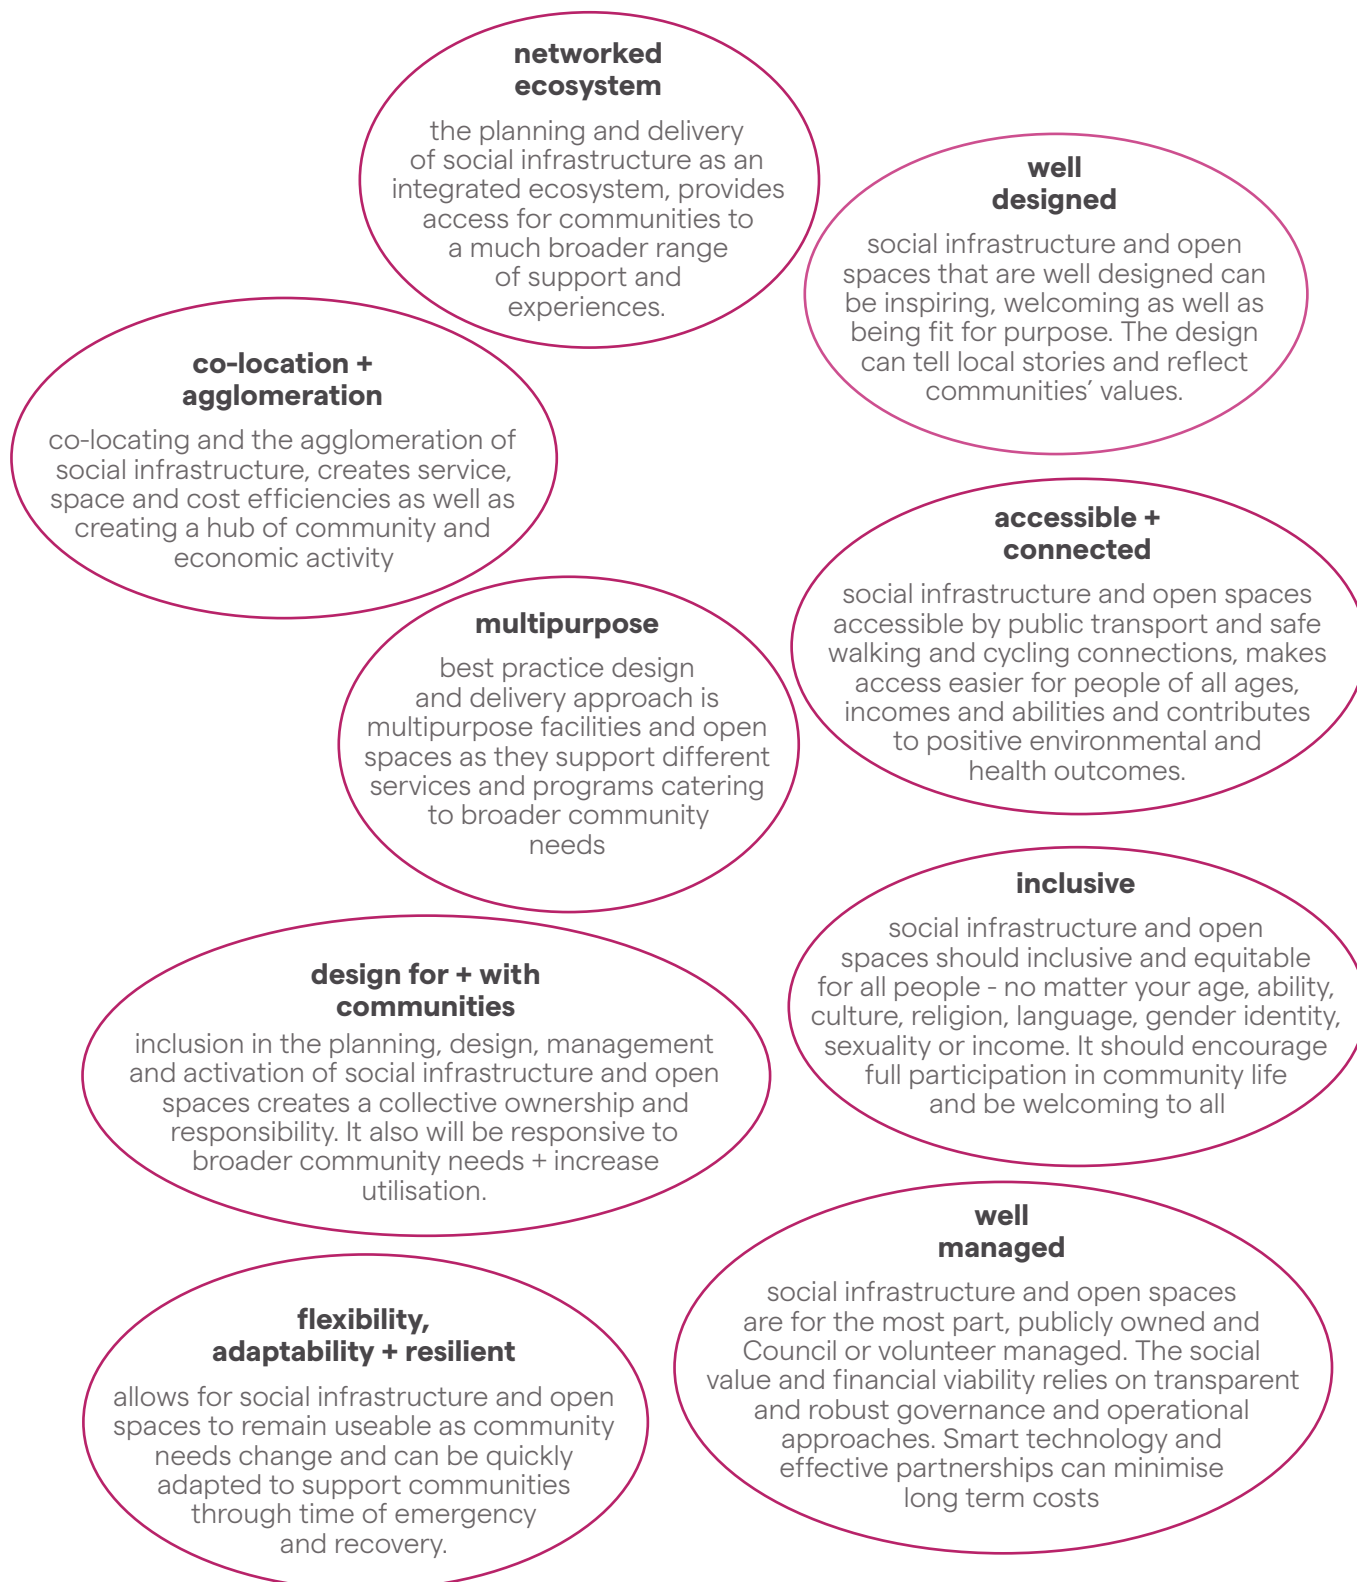 networked
ecosystem
the planning and delivery
of social infrastructure as an
integrated ecosystem, provides
access for communities to
a much broader range
of support and
experiences.
well
designed
social infrastructure and open
spaces that are well designed can
be inspiring, welcoming as well as
being fit for purpose. The design
can tell local stories and reflect
communities’ values.
co-location +
agglomeration
co-locating and the agglomeration of
social infrastructure, creates service,
space and cost efficiencies as well as
creating a hub of community and
economic activity
accessible +
connected
social infrastructure and open spaces
accessible by public transport and safe
walking and cycling connections, makes
access easier for people of all ages,
incomes and abilities and contributes
to positive environmental and
health outcomes.
multipurpose
best practice design
and delivery approach is
multipurpose facilities and open
spaces as they support different
services and programs catering
to broader community
needs
inclusive
social infrastructure and open
spaces should inclusive and equitable
for all people - no matter your age, ability,
culture, religion, language, gender identity,
sexuality or income. It should encourage
full participation in community life
and be welcoming to all
design for + with
communities
inclusion in the planning, design, management
and activation of social infrastructure and open
spaces creates a collective ownership and
responsibility. It also will be responsive to
broader community needs + increase
utilisation.
well
managed
social infrastructure and open spaces
are for the most part, publicly owned and
Council or volunteer managed. The social
value and financial viability relies on transparent
and robust governance and operational
approaches. Smart technology and
effective partnerships can minimise
long term costs
flexibility,
adaptability + resilient
allows for social infrastructure and open
spaces to remain useable as community
needs change and can be quickly
adapted to support communities
through time of emergency
and recovery.